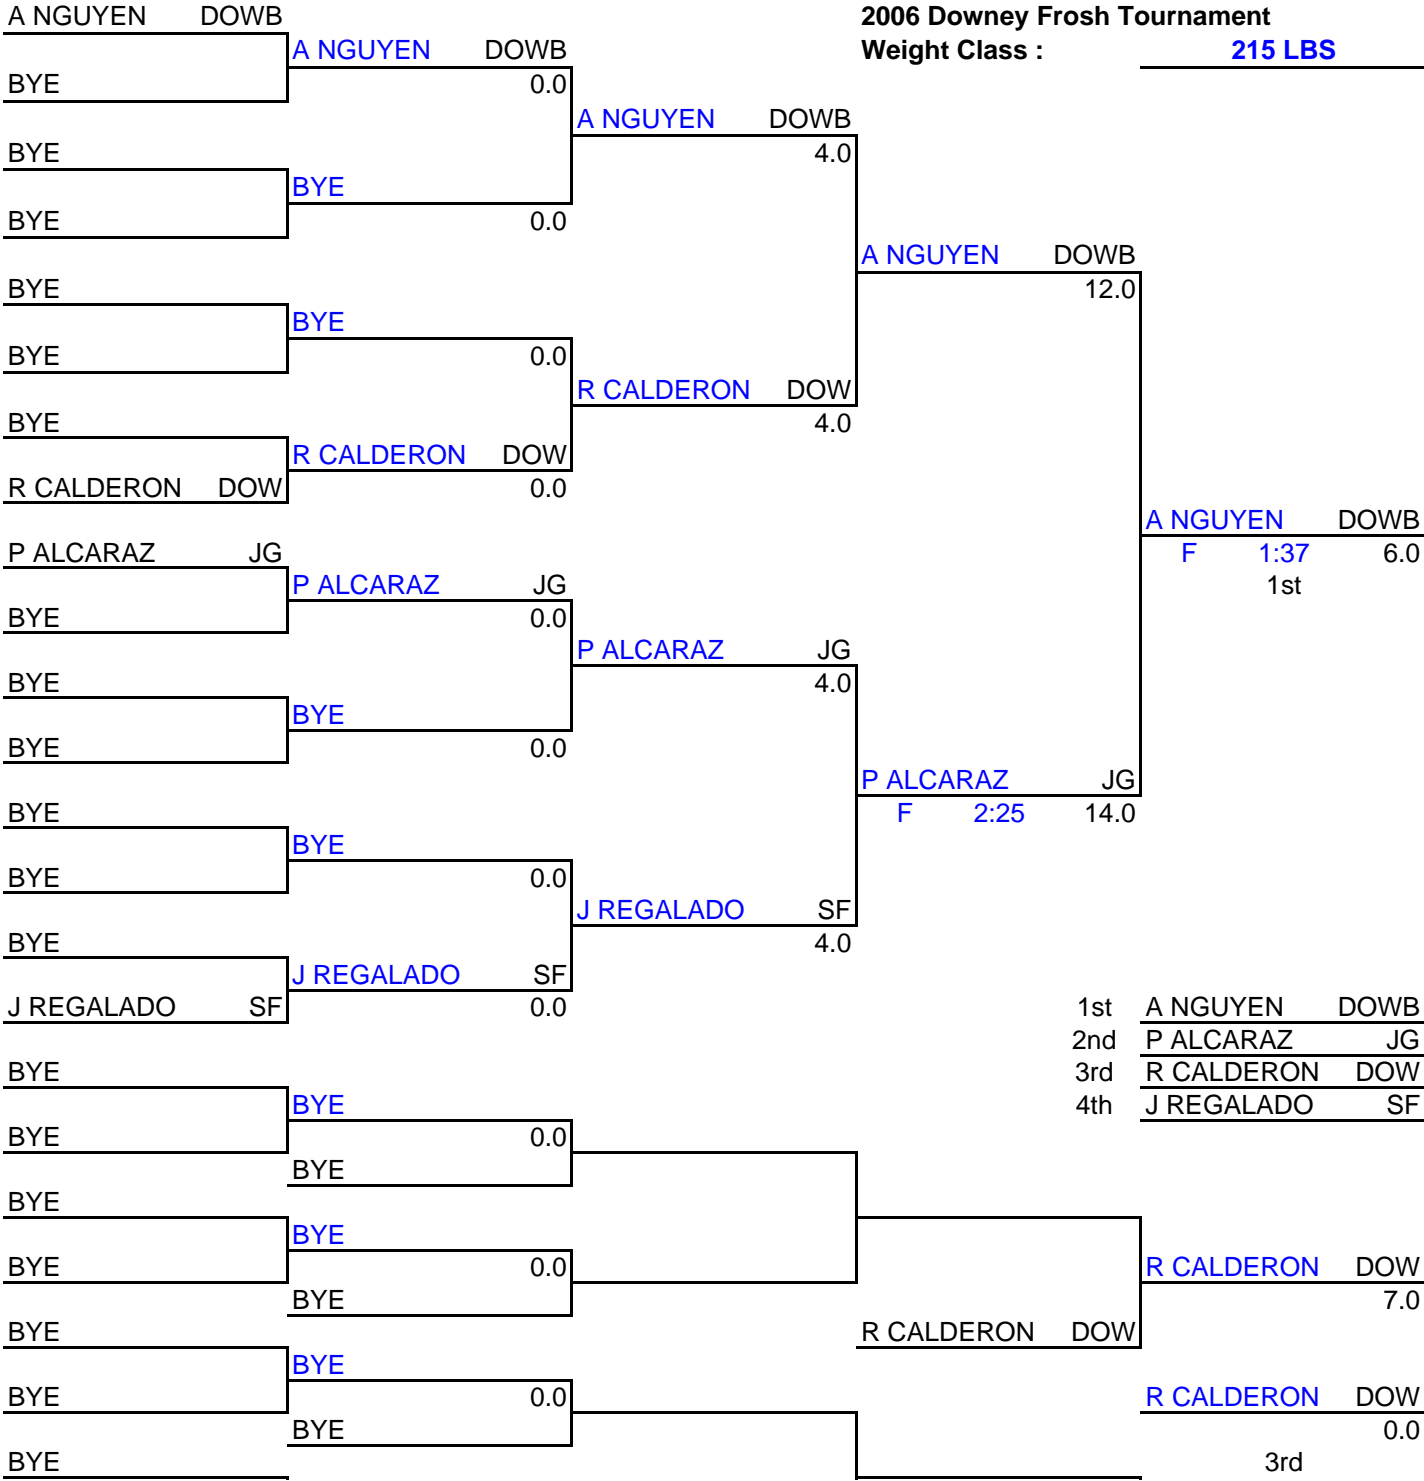 A NGUYEN DOWB 2006 Downey Frosh Tournament
A NGUYEN DOWB Weight Class : 215 LBS
BYE 0.0
A NGUYEN DOWB
BYE 4.0
BYE
BYE 0.0
A NGUYEN DOWB
BYE 12.0
BYE
BYE 0.0
R CALDERON DOW
BYE 4.0
R CALDERON DOW
R CALDERON DOW 0.0
A NGUYEN DOWB
P ALCARAZ JG F 1:37 6.0
P ALCARAZ JG 1st
BYE 0.0
P ALCARAZ JG
BYE 4.0
BYE
BYE 0.0
P ALCARAZ JG
BYE F 2:25 14.0
BYE
BYE 0.0
J REGALADO SF
BYE 4.0
J REGALADO SF
J REGALADO SF 0.0 1st A NGUYEN DOWB
2nd P ALCARAZ JG
BYE 3rd R CALDERON DOW
BYE 4th J REGALADO SF
BYE 0.0
BYE
BYE
BYE
BYE 0.0 R CALDERON DOW
BYE 7.0
BYE R CALDERON DOW
BYE
BYE 0.0 R CALDERON DOW
BYE 0.0
BYE 3rd